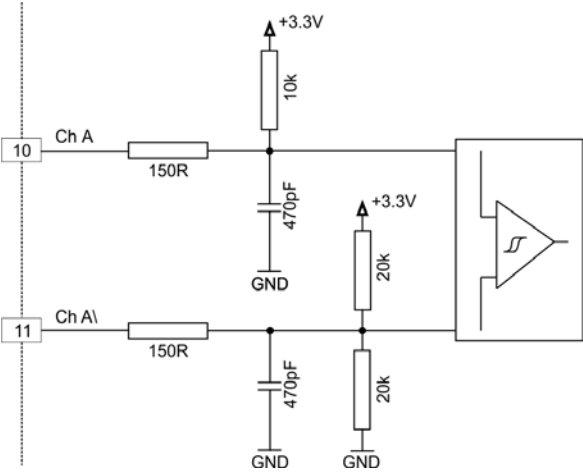 +3.3V
10k
10
Ch A
150R
470pF
+3.3V
GND
20k
11
Ch A\
150R
470pF
20k
GND
GND